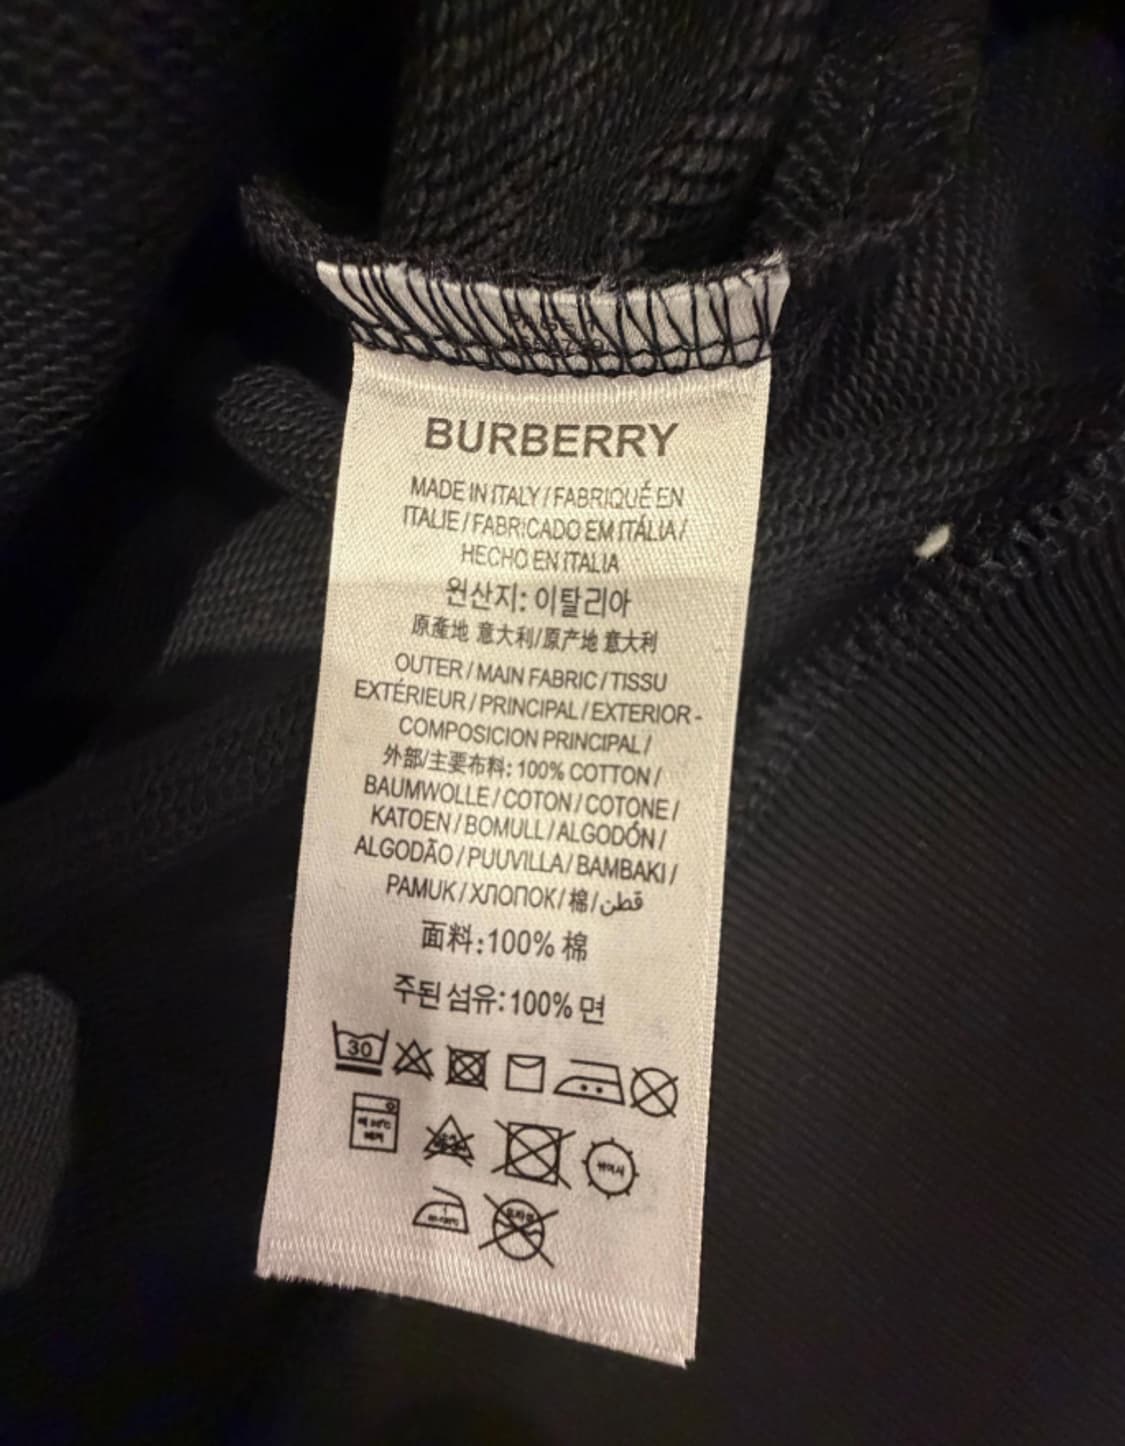 BURBERRY
MADE IN ITALY / FABRIQUÉ EN
ITALIE / FABRICADO EM ITÁLIA /
HECHO EN ITALIA
원산지: 이탈리아
原產地 意大利/原产地 意大利
OUTER / MAIN FABRIC / TISSU
EXTÉRIEUR / PRINCIPAL / EXTERIOR -
COMPOSICION PRINCIPAL /
外部/主要布料: 100% COTTON /
BAUMWOLLE / COTON / COTONE /
KATOEN / BOMULL / ALGODÓN /
ALGODÃO / PUUVILLA / BAMBAKI /
PAMUK / ХЛОПОК / 棉 / قطن
面料:100% 棉
주된 섬유:100% 면
30